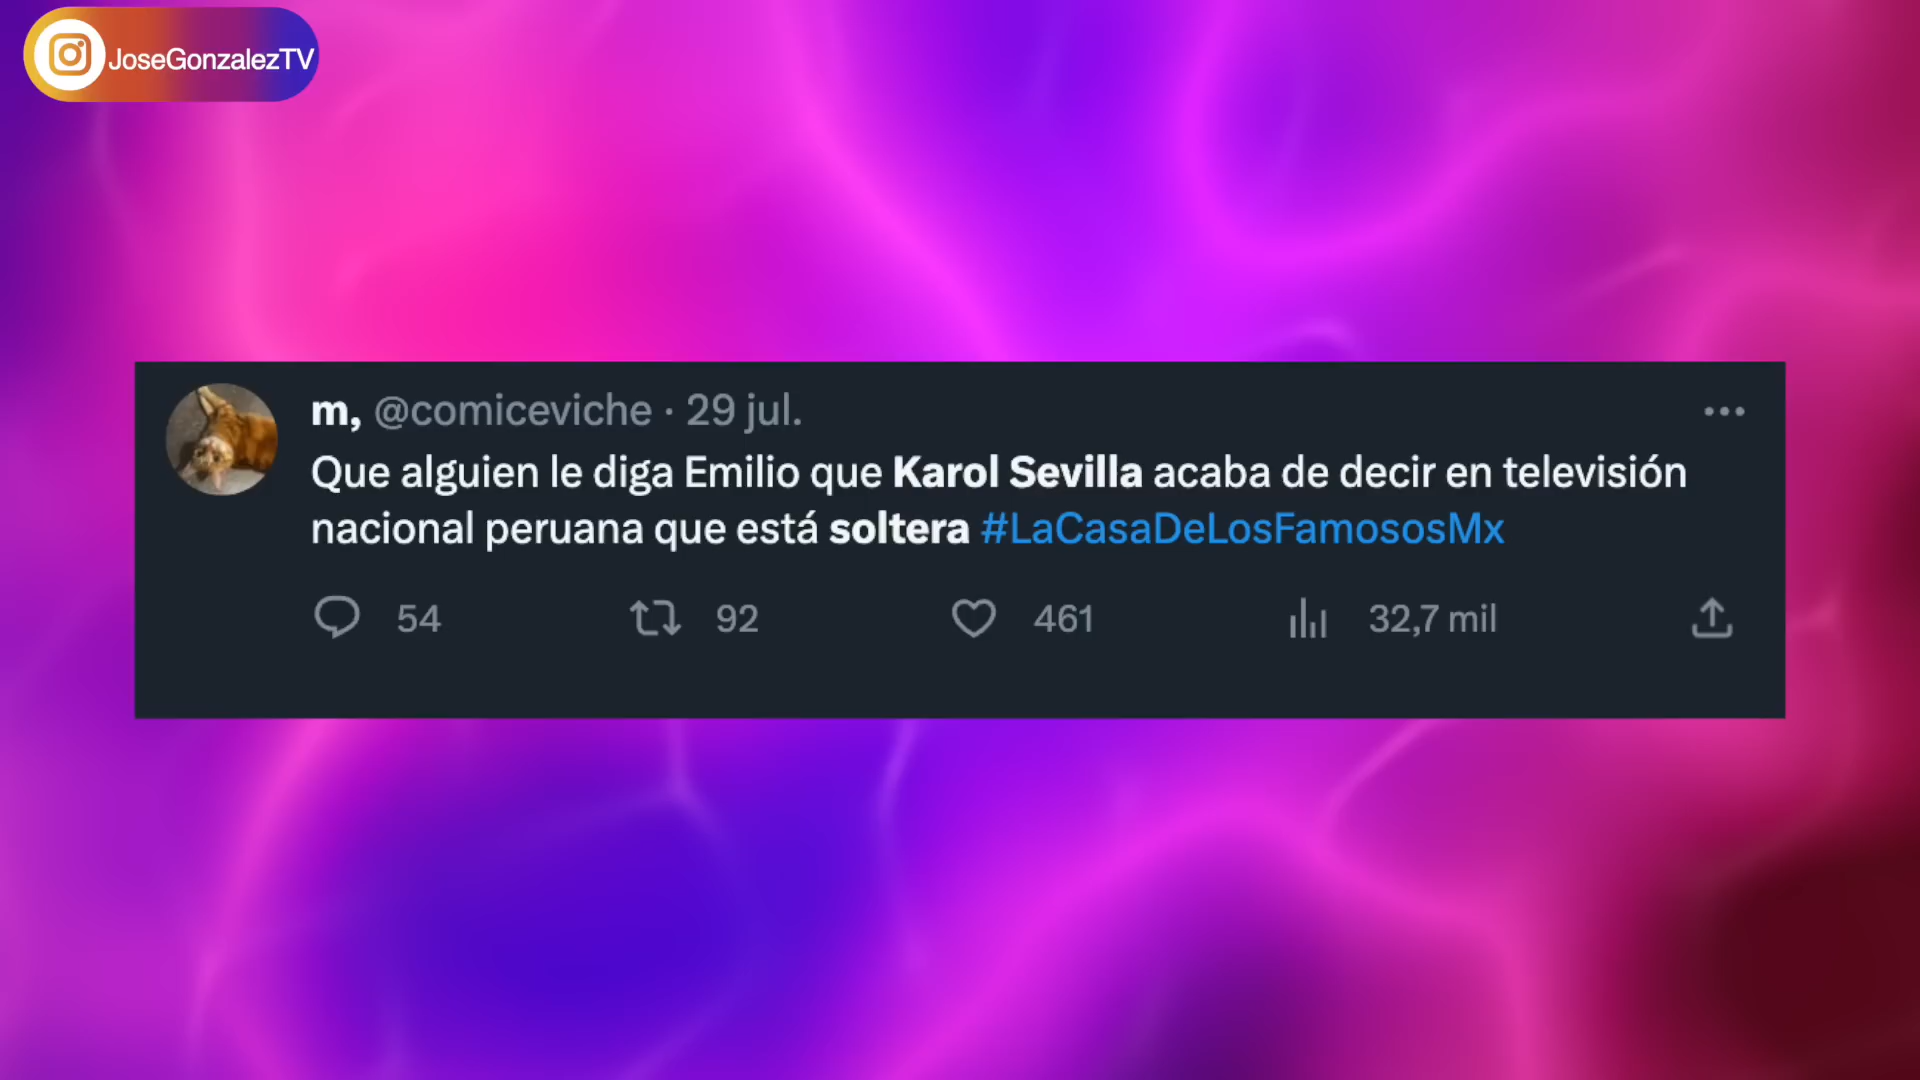 JoseGonzalezTV
m, @comiceviche · 29 jul.
Que alguien le diga Emilio que Karol Sevilla acaba de decir en televisión
nacional peruana que está soltera #LaCasaDeLosFamososMx
54 92 461 32,7 mil